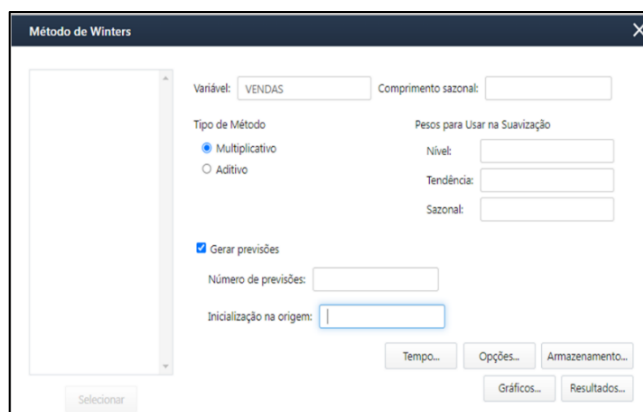 Método de Winters
Variável: VENDAS Comprimento sazonal:
Tipo de Método Pesos para Usar na Suavização
Multiplicativo Nível:
Aditivo
Tendência:
Sazonal:
Gerar previsões
Número de previsões:
Inicialização na origem:
Tempo... Opções... Armazenamento...
Gráficos... Resultados...
Selecionar